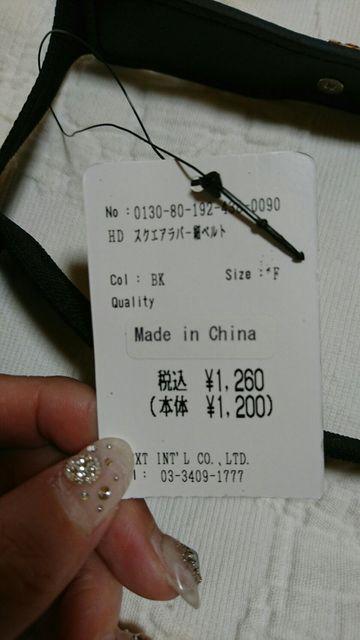 No : 0130-80-192-430-0090
HD スクエアラバー細ベルト
Col : BK Size : *F
Quality
Made in China
税込 ¥1,260
(本体 ¥1,200)
XT INT'L CO.,LTD.
: 03-3409-1777